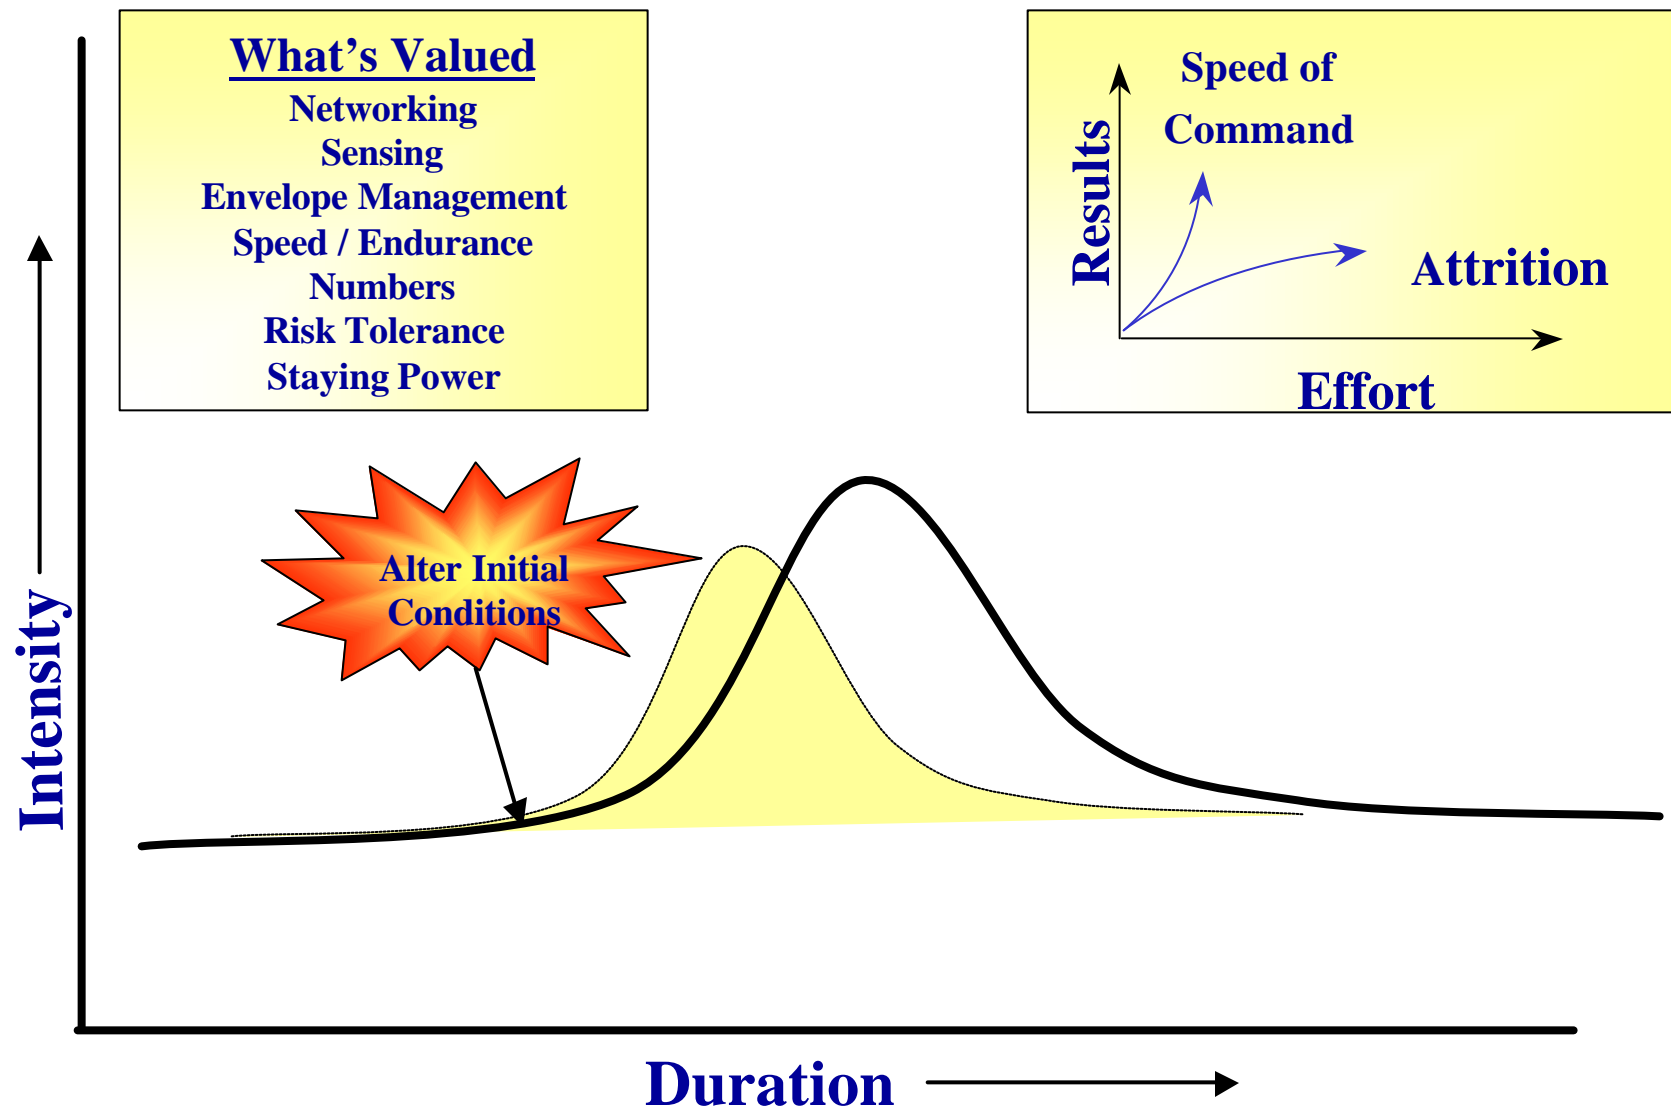 What's Valued
Networking
Sensing
Envelope Management
Speed / Endurance
Numbers
Risk Tolerance
Staying Power
Speed of
Command
Results
Attrition
Effort
Alter Initial
Conditions
Intensity
Duration